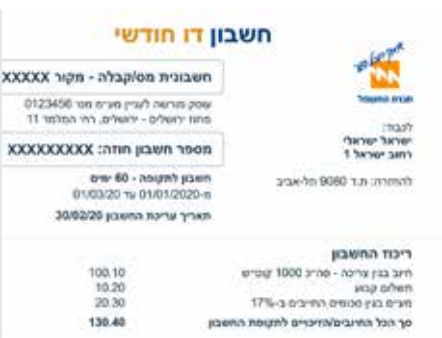 חשבון דו חודשי
חברת החשמל
חשבונית מס/קבלה - מקור XXXXX
עוסק מורשה לעניין מע"מ מס' 0123456
מחוז ירושלים - ירושלים, רח' המלמד 11
מספר חשבון חוזה: XXXXXXXXX
חשבון לתקופה - 60 ימים
מ-01/01/2020 עד 01/03/20
תאריך עריכת החשבון 30/02/20
לכבוד:
ישראל ישראלי
רחוב ישראל 1
להחזרה: ת.ד 9080 תל-אביב
ריכוז החשבון
חיוב בגין צריכה - סה"כ 1000 קוט"ש 100.10
תשלום קבוע 10.20
מע"מ בגין סכומים החייבים ב-17% 20.30
סך הכל החיובים/הזיכויים לתקופת החשבון 130.40